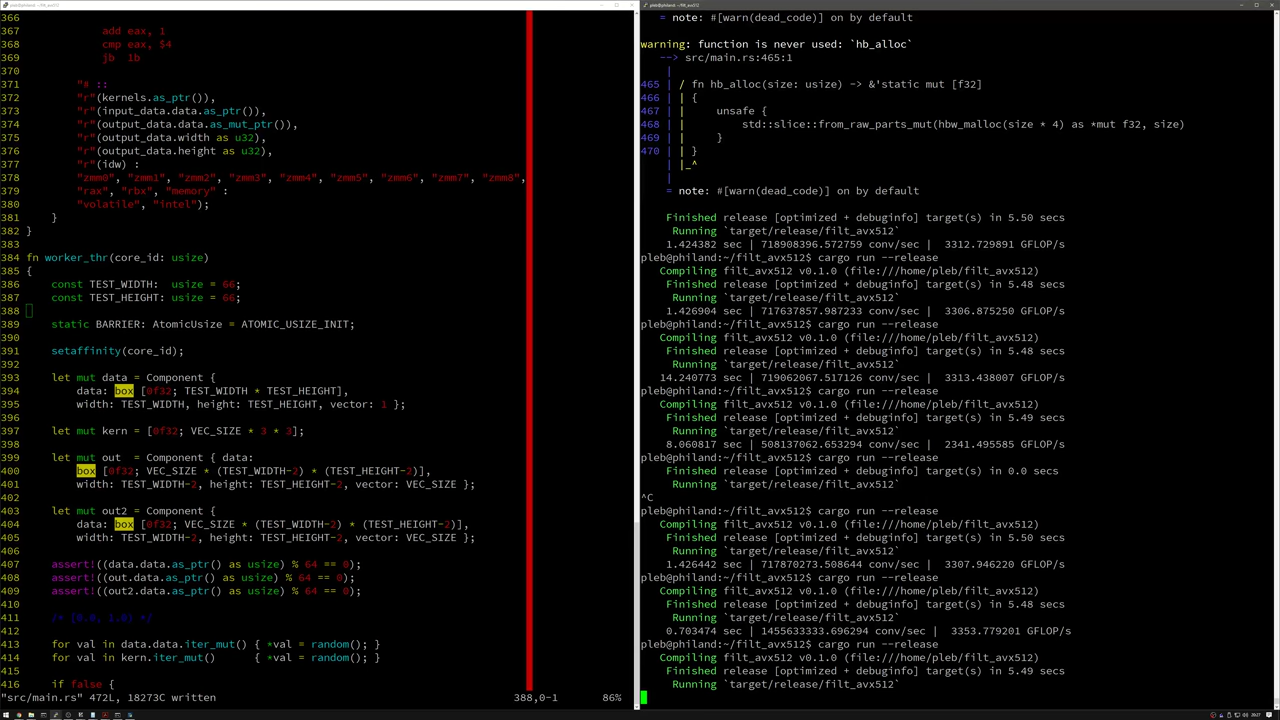 pleb@philand:~/filt_avx512
366
367             add eax, 1
368             cmp eax, $4
369             jb  1b
370
371         "# ::
372         "r"(kernels.as_ptr()),
373         "r"(input_data.data.as_ptr()),
374         "r"(output_data.data.as_mut_ptr()),
375         "r"(output_data.width as u32),
376         "r"(output_data.height as u32),
377         "r"(idw) :
378         "zmm0", "zmm1", "zmm2", "zmm3", "zmm4", "zmm5", "zmm6", "zmm7", "zmm8",
379         "rax", "rbx", "memory" :
380         "volatile", "intel");
381     }
382 }
383
384 fn worker_thr(core_id: usize)
385 {
386     const TEST_WIDTH:  usize = 66;
387     const TEST_HEIGHT: usize = 66;
388
389     static BARRIER: AtomicUsize = ATOMIC_USIZE_INIT;
390
391     setaffinity(core_id);
392
393     let mut data = Component {
394         data: box [0f32; TEST_WIDTH * TEST_HEIGHT],
395         width: TEST_WIDTH, height: TEST_HEIGHT, vector: 1 };
396
397     let mut kern = [0f32; VEC_SIZE * 3 * 3];
398
399     let mut out  = Component { data:
400         box [0f32; VEC_SIZE * (TEST_WIDTH-2) * (TEST_HEIGHT-2)],
401         width: TEST_WIDTH-2, height: TEST_HEIGHT-2, vector: VEC_SIZE };
402
403     let mut out2 = Component {
404         data: box [0f32; VEC_SIZE * (TEST_WIDTH-2) * (TEST_HEIGHT-2)],
405         width: TEST_WIDTH-2, height: TEST_HEIGHT-2, vector: VEC_SIZE };
406
407     assert!((data.data.as_ptr() as usize) % 64 == 0);
408     assert!((out.data.as_ptr() as usize) % 64 == 0);
409     assert!((out2.data.as_ptr() as usize) % 64 == 0);
410
411     /* [0.0, 1.0) */
412
413     for val in data.data.iter_mut() { *val = random(); }
414     for val in kern.iter_mut()      { *val = random(); }
415
416     if false {
"src/main.rs" 472L, 18273C written 388,0-1 86%
pleb@philand:~/filt_avx512
= note: #[warn(dead_code)] on by default
warning: function is never used: `hb_alloc`
--> src/main.rs:465:1
|
465 | / fn hb_alloc(size: usize) -> &'static mut [f32]
466 | | {
467 | |     unsafe {
468 | |         std::slice::from_raw_parts_mut(hbw_malloc(size * 4) as *mut f32, size)
469 | |     }
470 | | }
| |_^
|
= note: #[warn(dead_code)] on by default
Finished release [optimized + debuginfo] target(s) in 5.50 secs
Running `target/release/filt_avx512`
1.424382 sec | 718908396.572759 conv/sec |  3312.729891 GFLOP/s
pleb@philand:~/filt_avx512$ cargo run --release
Compiling filt_avx512 v0.1.0 (file:///home/pleb/filt_avx512)
Finished release [optimized + debuginfo] target(s) in 5.48 secs
Running `target/release/filt_avx512`
1.426904 sec | 717637857.987233 conv/sec |  3306.875250 GFLOP/s
pleb@philand:~/filt_avx512$ cargo run --release
Compiling filt_avx512 v0.1.0 (file:///home/pleb/filt_avx512)
Finished release [optimized + debuginfo] target(s) in 5.48 secs
Running `target/release/filt_avx512`
14.240773 sec | 719062067.517126 conv/sec |  3313.438007 GFLOP/s
pleb@philand:~/filt_avx512$ cargo run --release
Compiling filt_avx512 v0.1.0 (file:///home/pleb/filt_avx512)
Finished release [optimized + debuginfo] target(s) in 5.49 secs
Running `target/release/filt_avx512`
8.060817 sec | 508137062.653294 conv/sec |  2341.495585 GFLOP/s
pleb@philand:~/filt_avx512$ cargo run --release
Finished release [optimized + debuginfo] target(s) in 0.0 secs
Running `target/release/filt_avx512`
^C
pleb@philand:~/filt_avx512$ cargo run --release
Compiling filt_avx512 v0.1.0 (file:///home/pleb/filt_avx512)
Finished release [optimized + debuginfo] target(s) in 5.50 secs
Running `target/release/filt_avx512`
1.426442 sec | 717870273.508644 conv/sec |  3307.946220 GFLOP/s
pleb@philand:~/filt_avx512$ cargo run --release
Compiling filt_avx512 v0.1.0 (file:///home/pleb/filt_avx512)
Finished release [optimized + debuginfo] target(s) in 5.48 secs
Running `target/release/filt_avx512`
0.703474 sec | 1455633333.696294 conv/sec |  3353.779201 GFLOP/s
pleb@philand:~/filt_avx512$ cargo run --release
Compiling filt_avx512 v0.1.0 (file:///home/pleb/filt_avx512)
Finished release [optimized + debuginfo] target(s) in 5.49 secs
Running `target/release/filt_avx512`
20:27